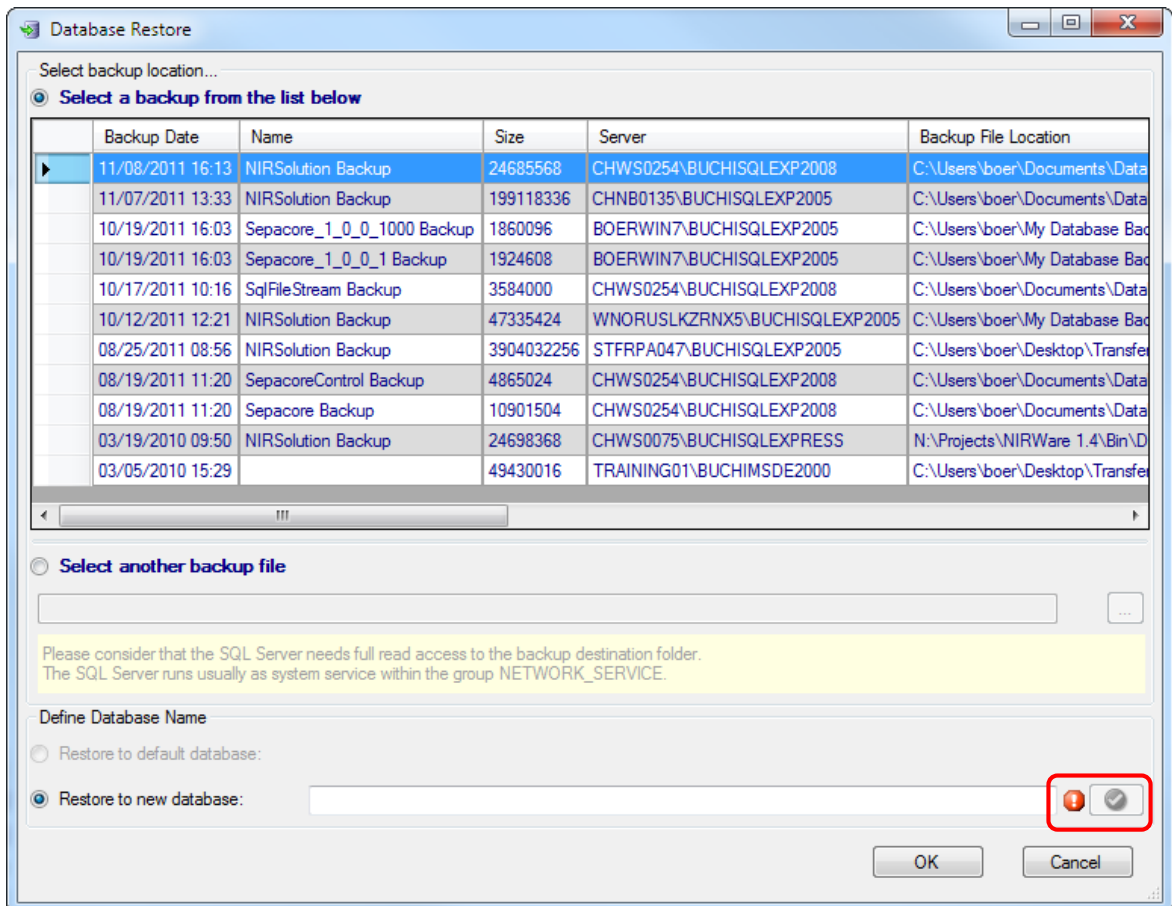 Database Restore
Select backup location...
Select a backup from the list below
Backup Date Name Size Server Backup File Location
11/08/2011 16:13 NIRSolution Backup 24685568 CHWS0254\BUCHISQLEXP2008 C:\Users\boer\Documents\Data
11/07/2011 13:33 NIRSolution Backup 199118336 CHNB0135\BUCHISQLEXP2005 C:\Users\boer\Documents\Data
10/19/2011 16:03 Sepacore_1_0_0_1000 Backup 1860096 BOERWIN7\BUCHISQLEXP2005 C:\Users\boer\My Database Bac
10/19/2011 16:03 Sepacore_1_0_0_1 Backup 1924608 BOERWIN7\BUCHISQLEXP2005 C:\Users\boer\My Database Bac
10/17/2011 10:16 SqlFileStream Backup 3584000 CHWS0254\BUCHISQLEXP2008 C:\Users\boer\Documents\Data
10/12/2011 12:21 NIRSolution Backup 47335424 WNORUSLKZRNX5\BUCHISQLEXP2005 C:\Users\boer\My Database Bac
08/25/2011 08:56 NIRSolution Backup 3904032256 STFRPA047\BUCHISQLEXP2005 C:\Users\boer\Desktop\Transfer
08/19/2011 11:20 SepacoreControl Backup 4865024 CHWS0254\BUCHISQLEXP2008 C:\Users\boer\Documents\Data
08/19/2011 11:20 Sepacore Backup 10901504 CHWS0254\BUCHISQLEXP2008 C:\Users\boer\Documents\Data
03/19/2010 09:50 NIRSolution Backup 24698368 CHWS0075\BUCHISQLEXPRESS N:\Projects\NIRWare 1.4\Bin\D
03/05/2010 15:29 49430016 TRAINING01\BUCHIMSDE2000 C:\Users\boer\Desktop\Transfer
Select another backup file
...
Please consider that the SQL Server needs full read access to the backup destination folder.
The SQL Server runs usually as system service within the group NETWORK_SERVICE.
Define Database Name
Restore to default database:
Restore to new database:
OK Cancel